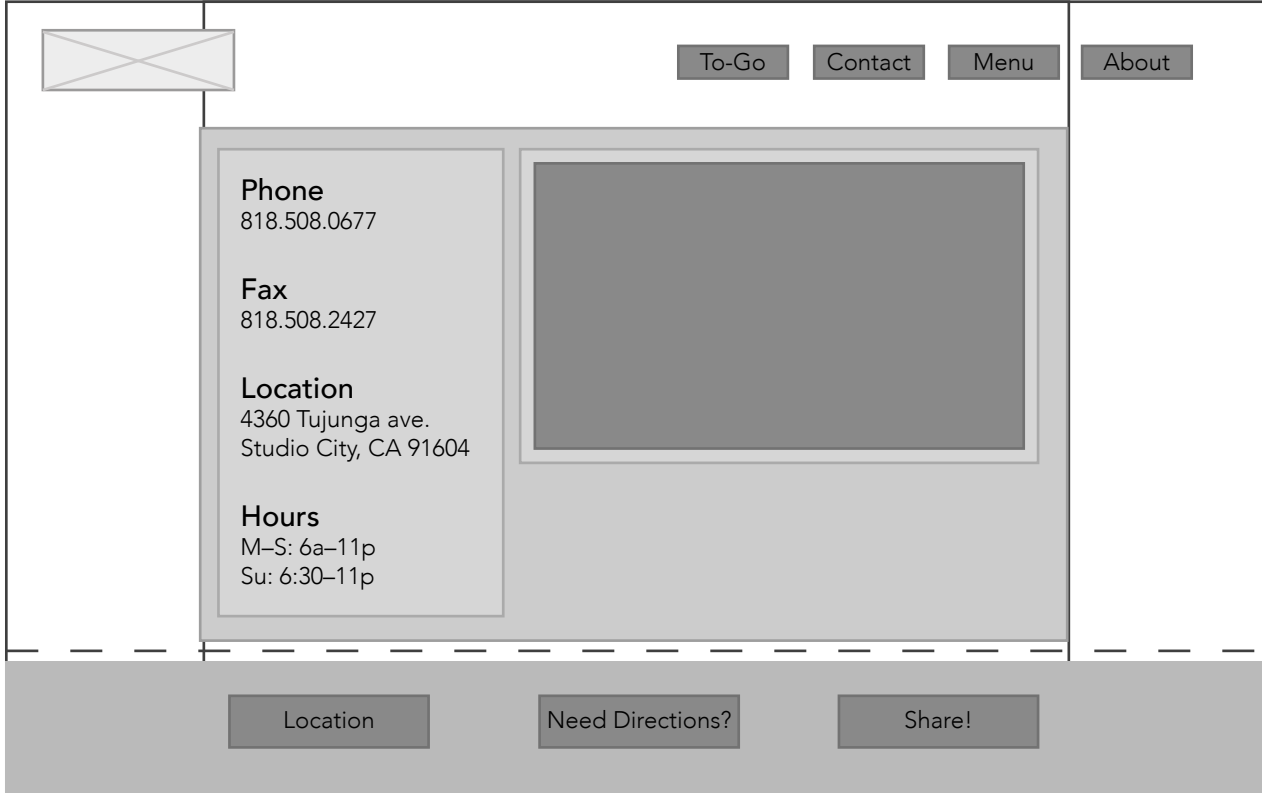 To-Go
Contact
Menu
About
Phone
818.508.0677
Fax
818.508.2427
Location
4360 Tujunga ave.
Studio City, CA 91604
Hours
M–S: 6a–11p
Su: 6:30–11p
Location
Need Directions?
Share!